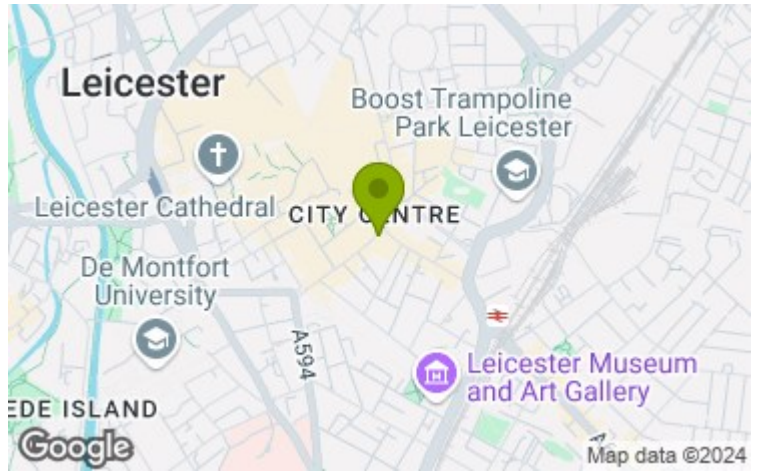 Leicester
Boost Trampoline
Park Leicester
Leicester Cathedral
CITY CENTRE
De Montfort
University
A594
Leicester Museum
and Art Gallery
EDE ISLAND
Google
Map data ©2024